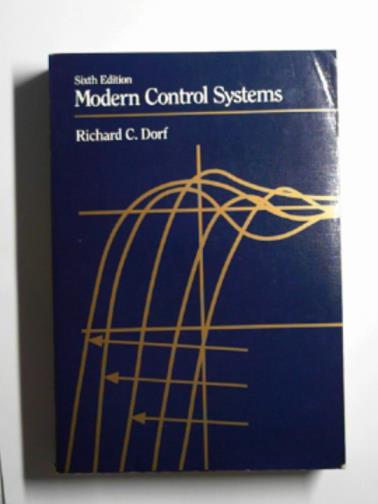 Sixth Edition
Modern Control Systems
Richard C. Dorf